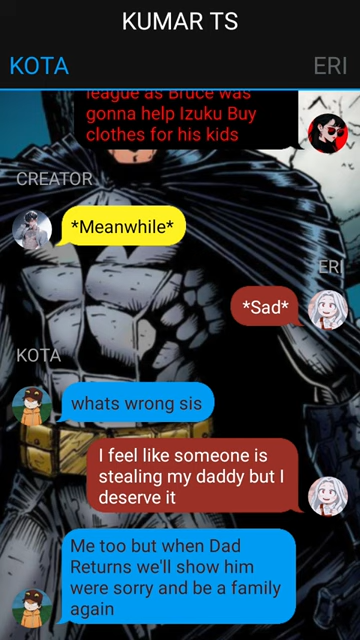 KUMAR TS
KOTA
ERI
league as Bruce was
gonna help Izuku Buy
clothes for his kids
CREATOR
*Meanwhile*
ERI
*Sad*
KOTA
whats wrong sis
I feel like someone is
stealing my daddy but I
deserve it
Me too but when Dad
Returns we'll show him
were sorry and be a family
again